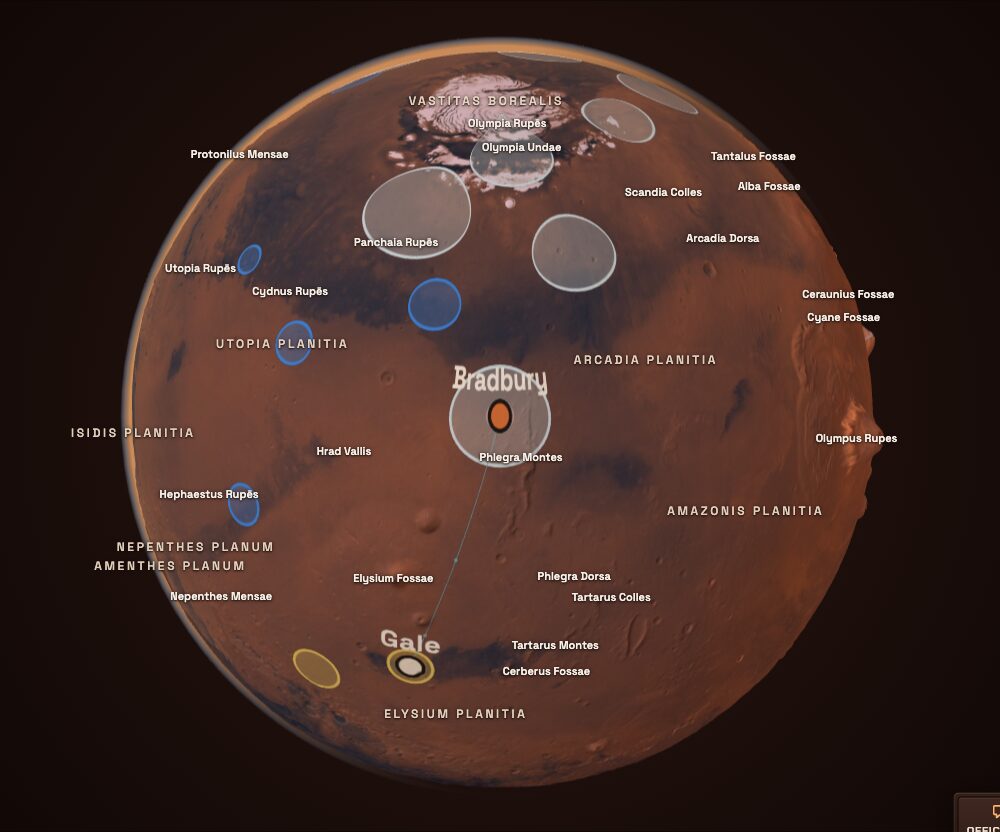 VASTITAS BOREALIS
Olympia Rupēs
Olympia Undae
Protonilus Mensae
Tantalus Fossae
Scandia Colles
Alba Fossae
Panchaia Rupēs
Arcadia Dorsa
Utopia Rupēs
Cydnus Rupēs
Ceraunius Fossae
Cyane Fossae
UTOPIA PLANITIA
ARCADIA PLANITIA
Bradbury
ISIDIS PLANITIA
Olympus Rupes
Hrad Vallis
Phlegra Montes
Hephaestus Rupēs
AMAZONIS PLANITIA
NEPENTHES PLANUM
AMENTHES PLANUM
Elysium Fossae
Phlegra Dorsa
Nepenthes Mensae
Tartarus Colles
Gale
Tartarus Montes
Cerberus Fossae
ELYSIUM PLANITIA